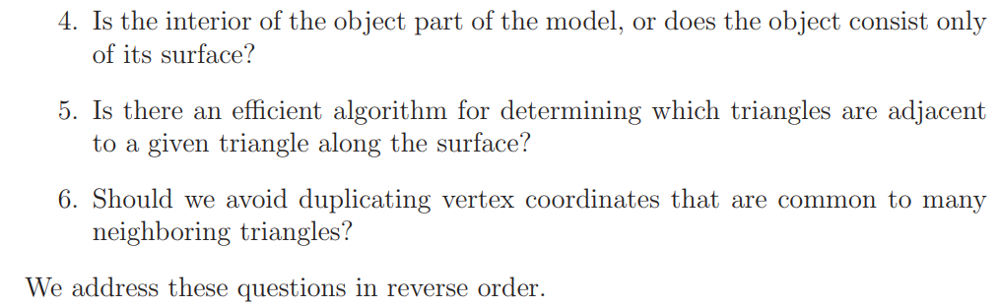 4. Is the interior of the object part of the model, or does the object consist only
of its surface?
5. Is there an efficient algorithm for determining which triangles are adjacent
to a given triangle along the surface?
6. Should we avoid duplicating vertex coordinates that are common to many
neighboring triangles?
We address these questions in reverse order.